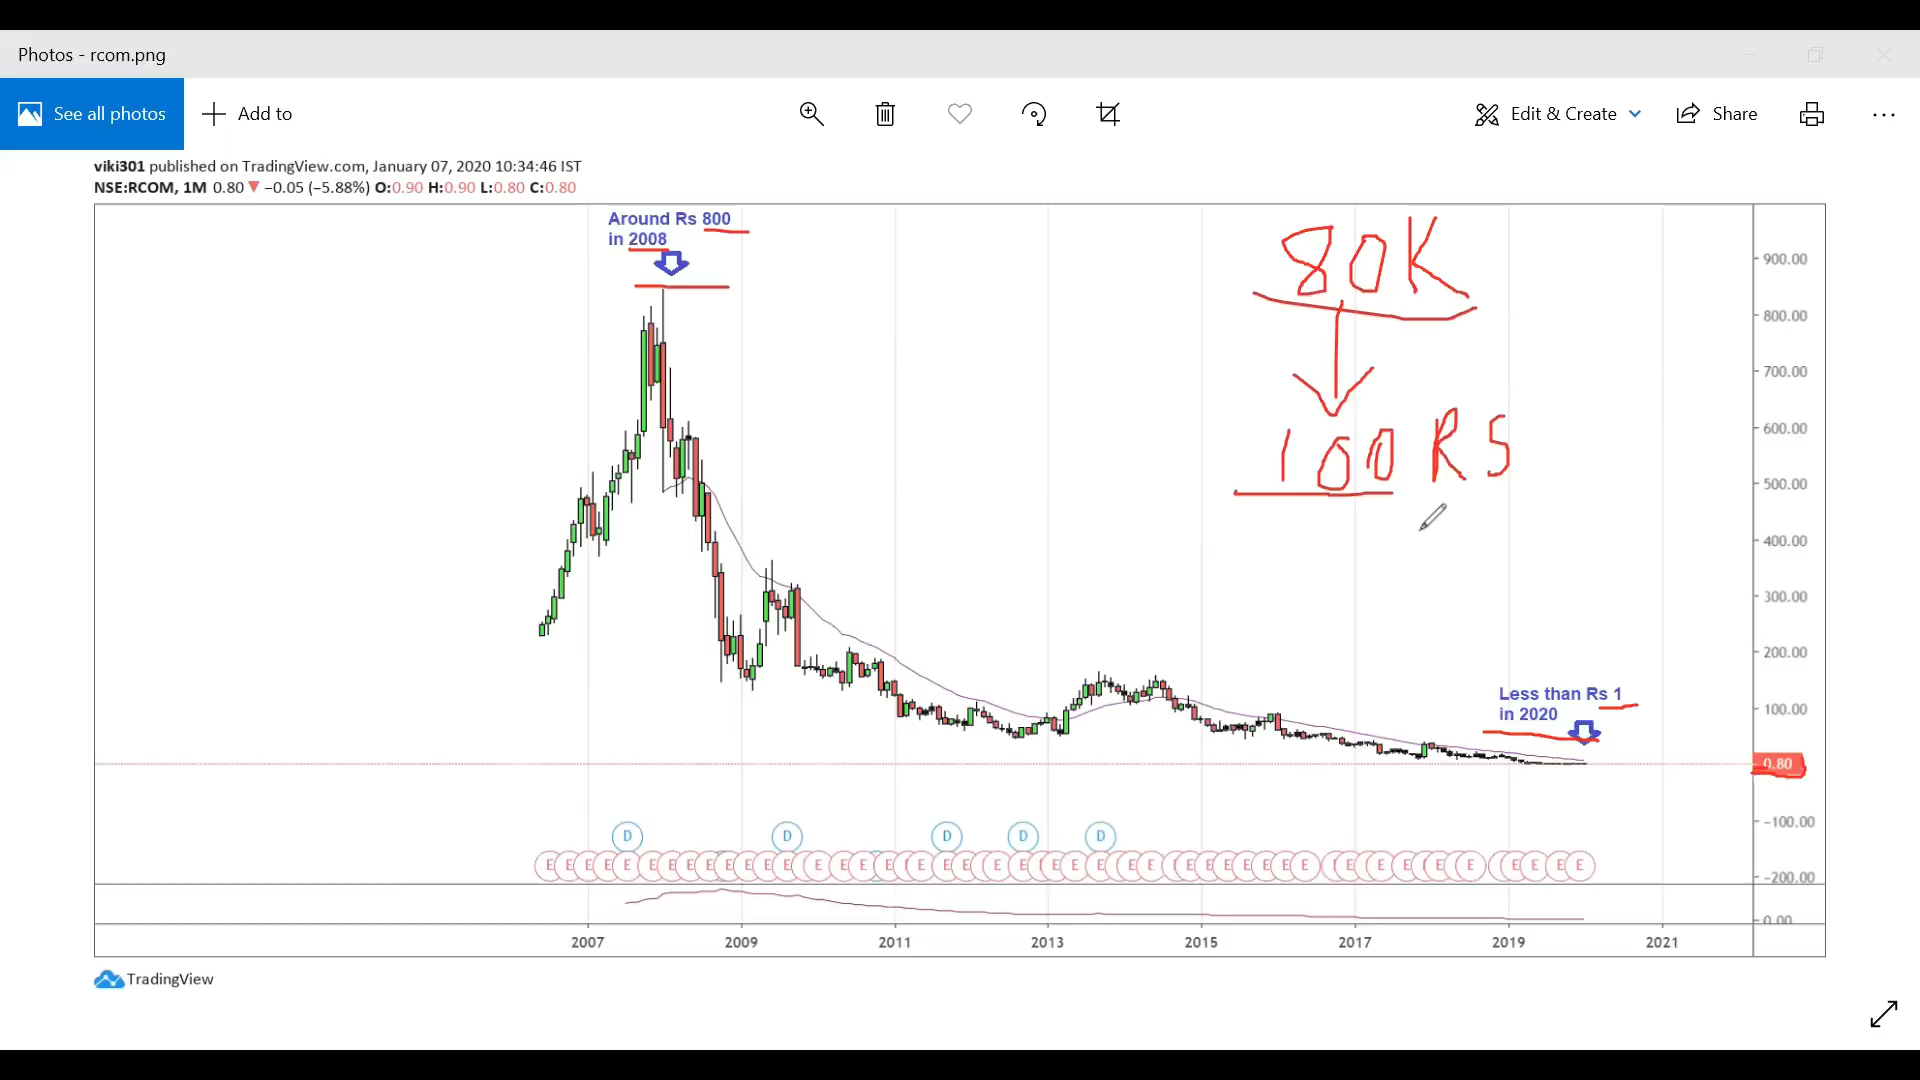 Photos - rcom.png
See all photos
Add to
Edit & Create
Share
viki301 published on TradingView.com, January 07, 2020 10:34:46 IST
NSE:RCOM, 1M 0.80 ▼ −0.05 (−5.88%) O:0.90 H:0.90 L:0.80 C:0.80
Around Rs 800
in 2008
80K
100 RS
900.00
800.00
700.00
600.00
500.00
400.00
300.00
200.00
100.00
Less than Rs 1
in 2020
0.80
−100.00
−200.00
0.00
D D D D D
E E E E E E E E E E E E E E E E E E E E E E E E E E E E E E E E E E E E E E E E E E E E E E E
2007 2009 2011 2013 2015 2017 2019 2021
TradingView